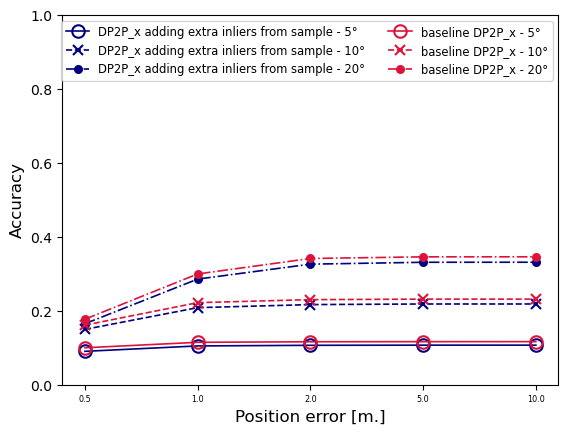 DP2P_x adding extra inliers from sample - 5°
DP2P_x adding extra inliers from sample - 10°
DP2P_x adding extra inliers from sample - 20°
baseline DP2P_x - 5°
baseline DP2P_x - 10°
baseline DP2P_x - 20°
1.0
0.8
0.6
0.4
0.2
0.0
Accuracy
0.5 1.0 2.0 5.0 10.0
Position error [m.]